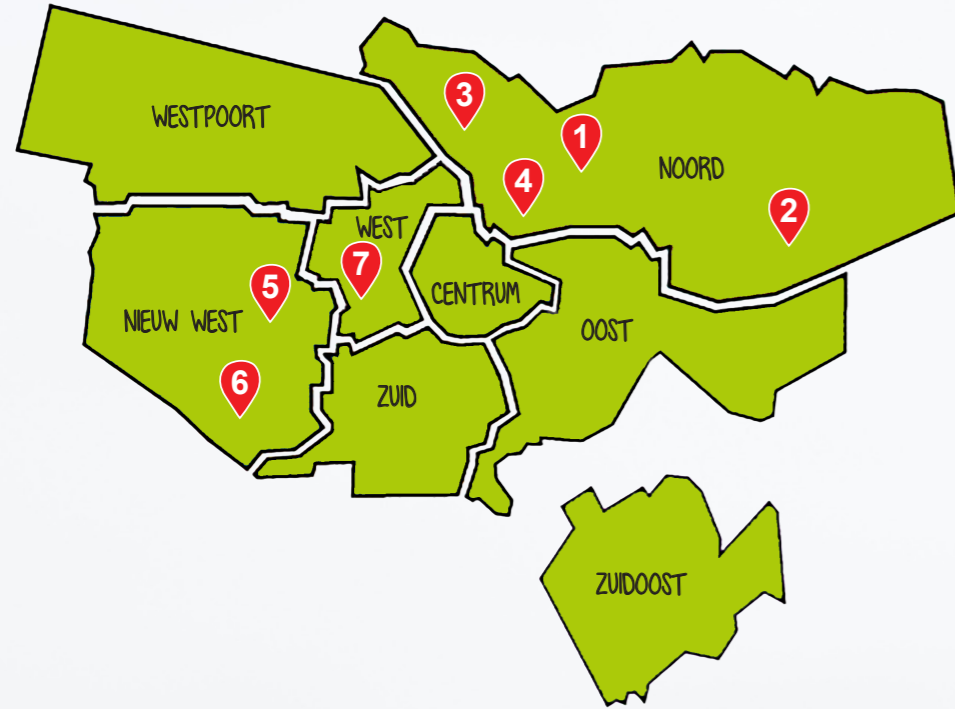 3
WESTPOORT
1
NOORD
4
2
WEST
7
5
CENTRUM
NIEUW WEST
OOST
6
ZUID
ZUIDOOST